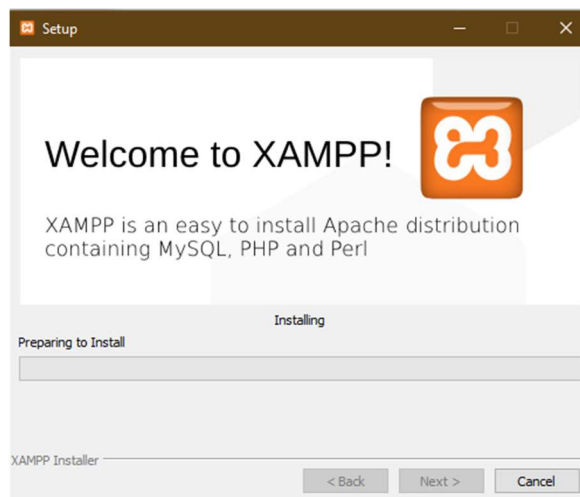 Setup
Welcome to XAMPP!
XAMPP is an easy to install Apache distribution
containing MySQL, PHP and Perl
Installing
Preparing to Install
XAMPP Installer
< Back
Next >
Cancel